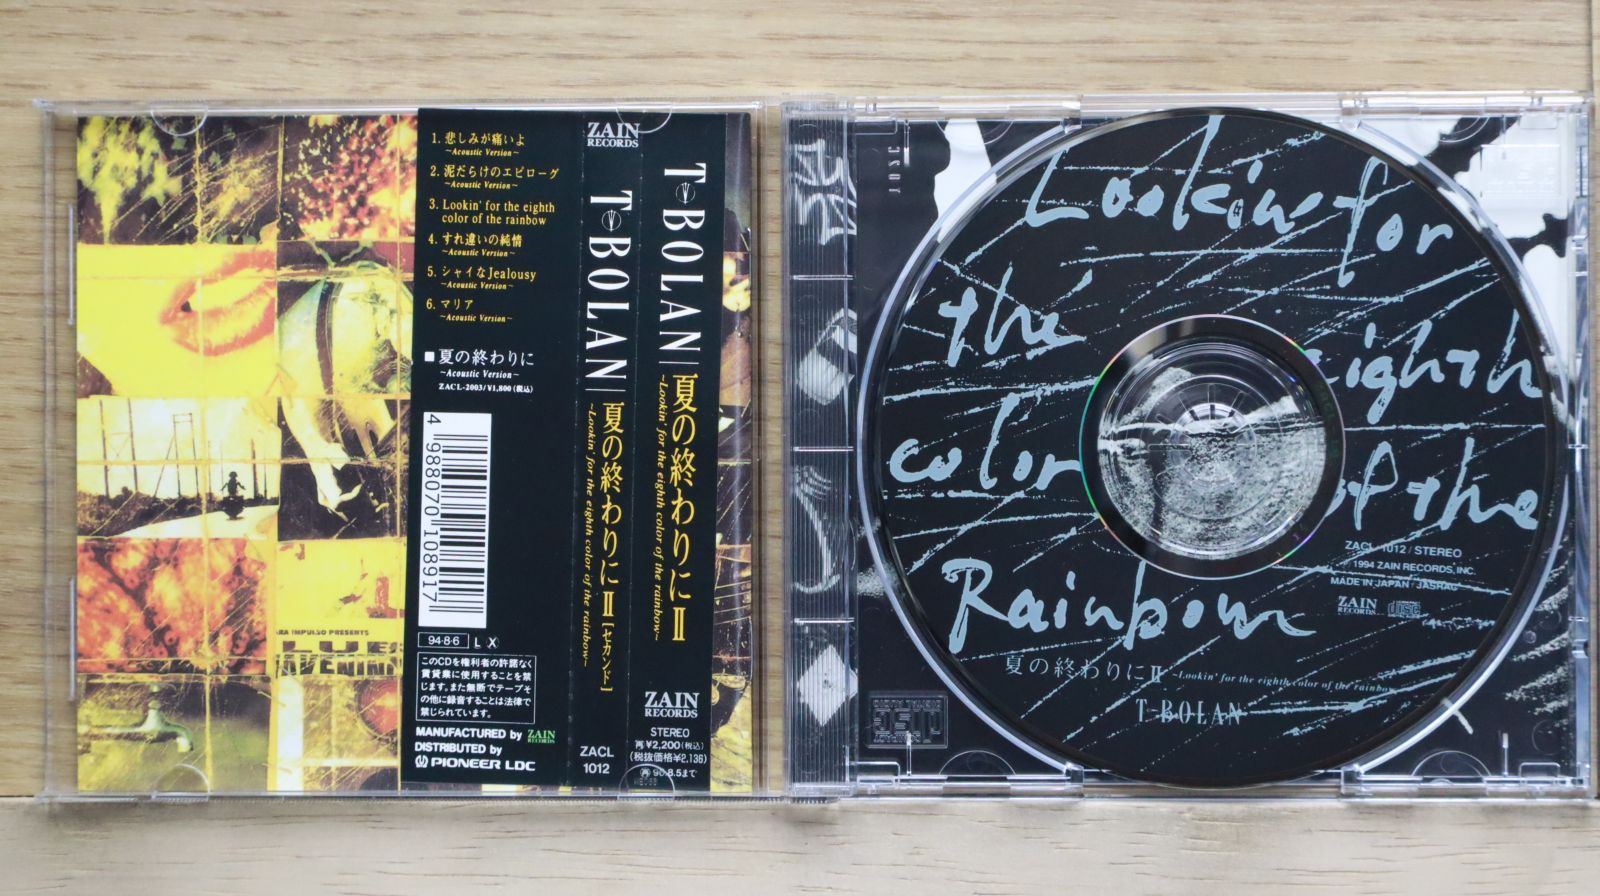 1. 悲しみが痛いよ
~Acoustic Version~
2. 泥だらけのエピローグ
~Acoustic Version~
3. Lookin' for the eighth
color of the rainbow
4. すれ違いの純情
~Acoustic Version~
5. シャイなJealousy
~Acoustic Version~
6. マリア
~Acoustic Version~
■夏の終わりに
~Acoustic Version~
ZACL-2003/¥1,800(税込)
4 988070 108917
94·8·6 L X
このCDを権利者の許諾なく
賃貸業に使用することを禁
じます。また無断でテープそ
の他に録音することは法律で
禁じられています。
MANUFACTURED by ZAIN RECORDS
DISTRIBUTED by
PIONEER LDC
ZAIN
RECORDS
T-BOLAN
夏の終わりにⅡ[セカンド]
~Lookin' for the eighth color of the rainbow~
ZACL
1012
T-BOLAN
夏の終わりにⅡ
~Lookin' for the eighth color of the rainbow~
ZAIN
RECORDS
STEREO
再¥2,200(税込)
(税抜価格¥2,136)
ARA IMPULSO PRESENTS
LUB
Lookin' for
the eighth
color of the
Rainbow
ZACL-1012 / STEREO
1994 ZAIN RECORDS, INC.
MADE IN JAPAN / JASRAC
ZAIN
RECORDS
disc
夏の終わりにⅡ ~Lookin' for the eighth color of the rainbow
T-BOLAN